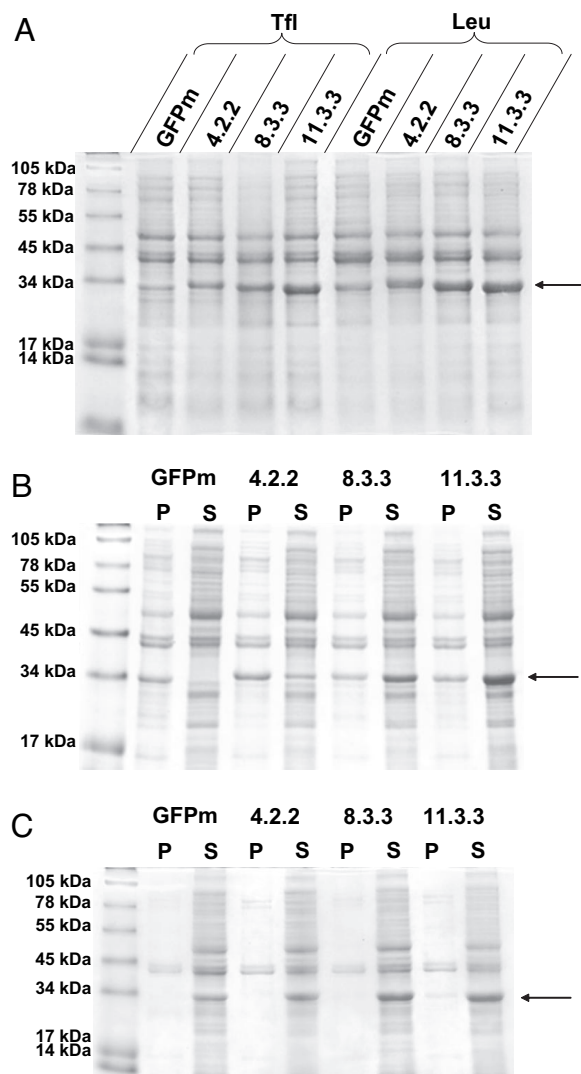 A
Tfl Leu
GFPm 4.2.2 8.3.3 11.3.3 GFPm 4.2.2 8.3.3 11.3.3
105 kDa
78 kDa
55 kDa
45 kDa
34 kDa
17 kDa
14 kDa
B
GFPm 4.2.2 8.3.3 11.3.3
P S P S P S P S
105 kDa
78 kDa
55 kDa
45 kDa
34 kDa
17 kDa
C
GFPm 4.2.2 8.3.3 11.3.3
P S P S P S P S
105 kDa
78 kDa
55 kDa
45 kDa
34 kDa
17 kDa
14 kDa